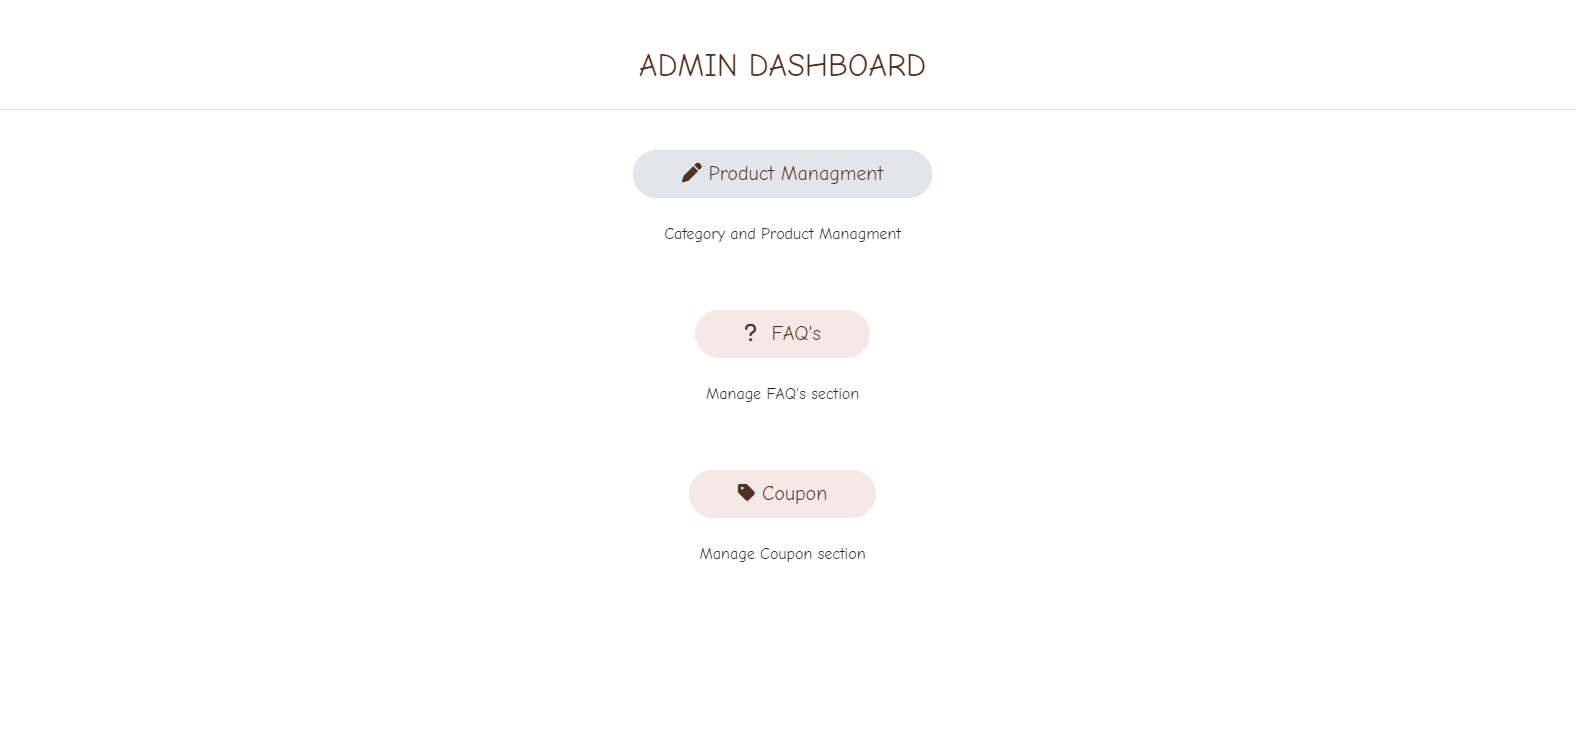 ADMIN DASHBOARD
Product Managment
Category and Product Managment
? FAQ's
Manage FAQ's section
Coupon
Manage Coupon section